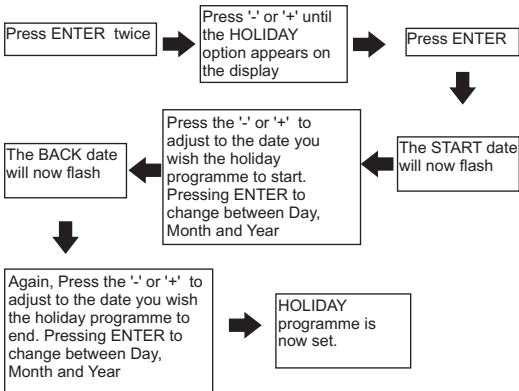 Press ENTER twice
Press '-' or '+' until
the HOLIDAY
option appears on
the display
Press ENTER
The START date
will now flash
Press the '-' or '+' to
adjust to the date you
wish the holiday
programme to start.
Pressing ENTER to
change between Day,
Month and Year
The BACK date
will now flash
Again, Press the '-' or '+' to
adjust to the date you wish
the holiday programme to
end. Pressing ENTER to
change between Day,
Month and Year
HOLIDAY
programme is
now set.